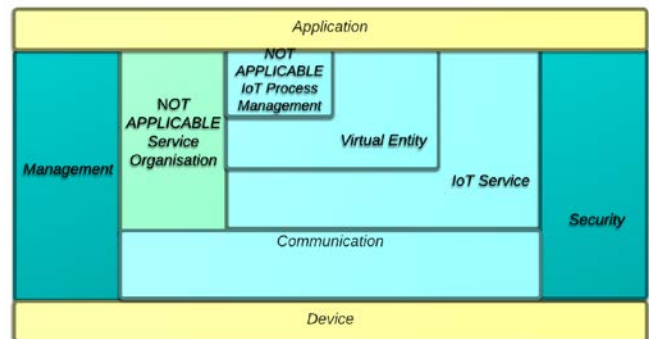 Application
NOT
APPLICABLE
IoT Process
Management
NOT
APPLICABLE
Service
Organisation
Virtual Entity
Management
IoT Service
Security
Communication
Device